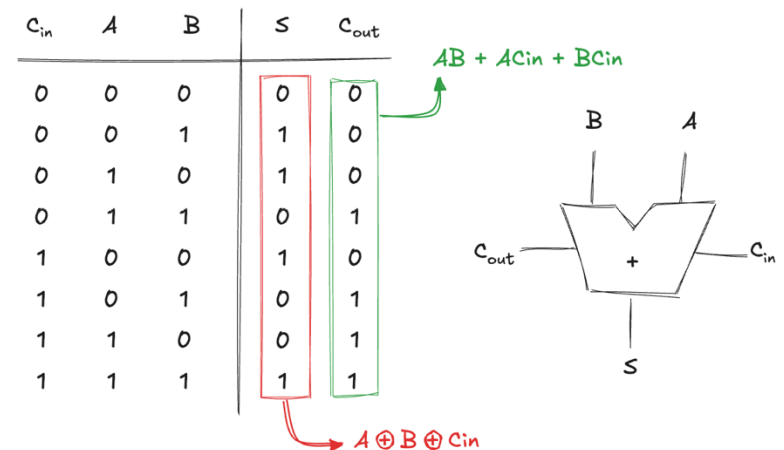 Cin A B S Cout
AB + ACin + BCin
0 0 0 0 0
0 0 1 1 0
0 1 0 1 0
0 1 1 0 1
1 0 0 1 0
1 0 1 0 1
1 1 0 0 1
1 1 1 1 1
A ⊕ B ⊕ Cin
B A
Cout + Cin
S